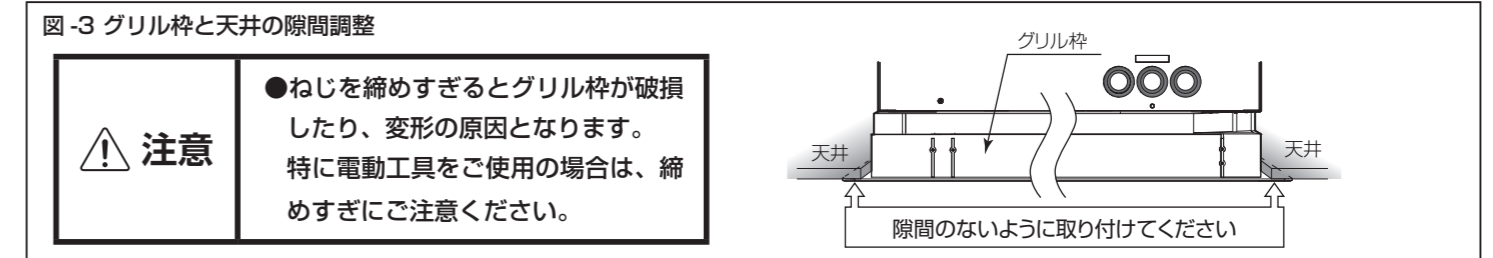 図-3 グリル枠と天井の隙間調整
注意
●ねじを締めすぎるとグリル枠が破損
したり、変形の原因となります。
特に電動工具をご使用の場合は、締
めすぎにご注意ください。
グリル枠
天井
天井
隙間のないように取り付けてください